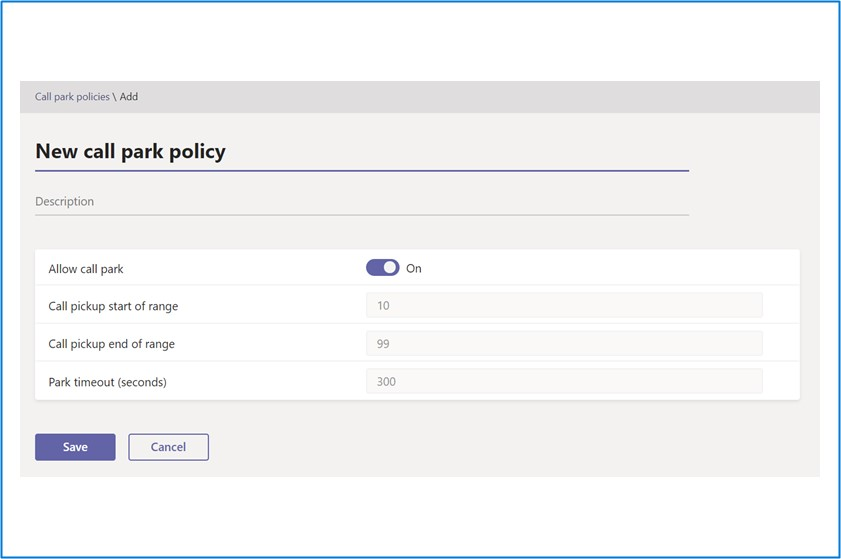 Call park policies \ Add
New call park policy
Description
Allow call park On
Call pickup start of range 10
Call pickup end of range 99
Park timeout (seconds) 300
Save Cancel